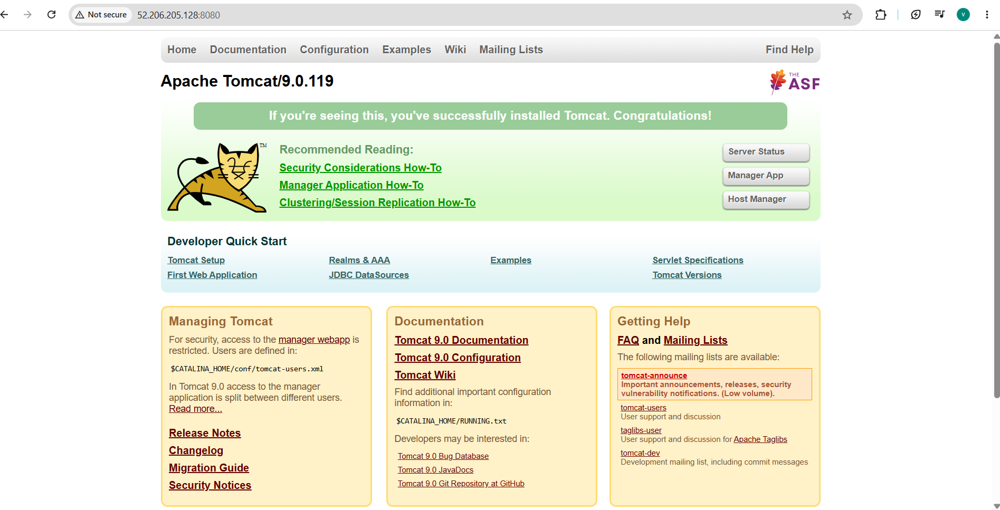 Not secure 52.206.205.128:8080
V
Home Documentation Configuration Examples Wiki Mailing Lists Find Help
Apache Tomcat/9.0.119
THE
ASF
If you're seeing this, you've successfully installed Tomcat. Congratulations!
TM
Recommended Reading:
Security Considerations How-To
Manager Application How-To
Clustering/Session Replication How-To
Server Status
Manager App
Host Manager
Developer Quick Start
Tomcat Setup
First Web Application
Realms & AAA
JDBC DataSources
Examples
Servlet Specifications
Tomcat Versions
Managing Tomcat
For security, access to the manager webapp is
restricted. Users are defined in:
$CATALINA_HOME/conf/tomcat-users.xml
In Tomcat 9.0 access to the manager
application is split between different users.
Read more...
Release Notes
Changelog
Migration Guide
Security Notices
Documentation
Tomcat 9.0 Documentation
Tomcat 9.0 Configuration
Tomcat Wiki
Find additional important configuration
information in:
$CATALINA_HOME/RUNNING.txt
Developers may be interested in:
Tomcat 9.0 Bug Database
Tomcat 9.0 JavaDocs
Tomcat 9.0 Git Repository at GitHub
Getting Help
FAQ and Mailing Lists
The following mailing lists are available:
tomcat-announce
Important announcements, releases, security
vulnerability notifications. (Low volume).
tomcat-users
User support and discussion
taglibs-user
User support and discussion for Apache Taglibs
tomcat-dev
Development mailing list, including commit messages